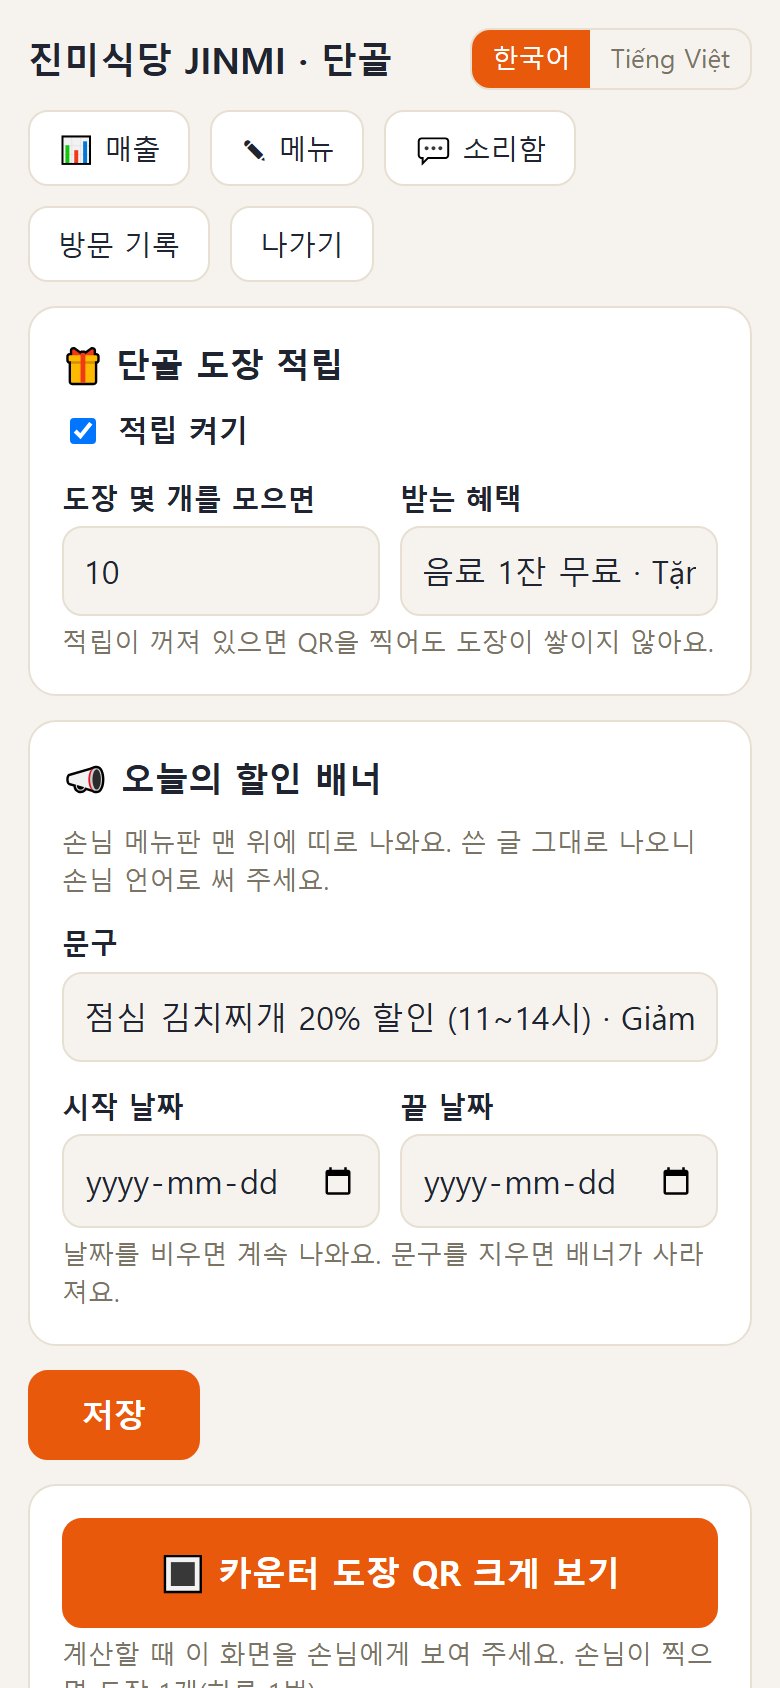 진미식당 JINMI · 단골
한국어
Tiếng Việt
매출
메뉴
소리함
방문 기록
나가기
단골 도장 적립
적립 켜기
도장 몇 개를 모으면
받는 혜택
10
음료 1잔 무료 · Tặr
적립이 꺼져 있으면 QR을 찍어도 도장이 쌓이지 않아요.
오늘의 할인 배너
손님 메뉴판 맨 위에 띠로 나와요. 쓴 글 그대로 나오니
손님 언어로 써 주세요.
문구
점심 김치찌개 20% 할인 (11~14시) · Giảm
시작 날짜
끝 날짜
yyyy-mm-dd
yyyy-mm-dd
날짜를 비우면 계속 나와요. 문구를 지우면 배너가 사라
져요.
저장
카운터 도장 QR 크게 보기
계산할 때 이 화면을 손님에게 보여 주세요. 손님이 찍으
면 도장 1개(하루 1번)